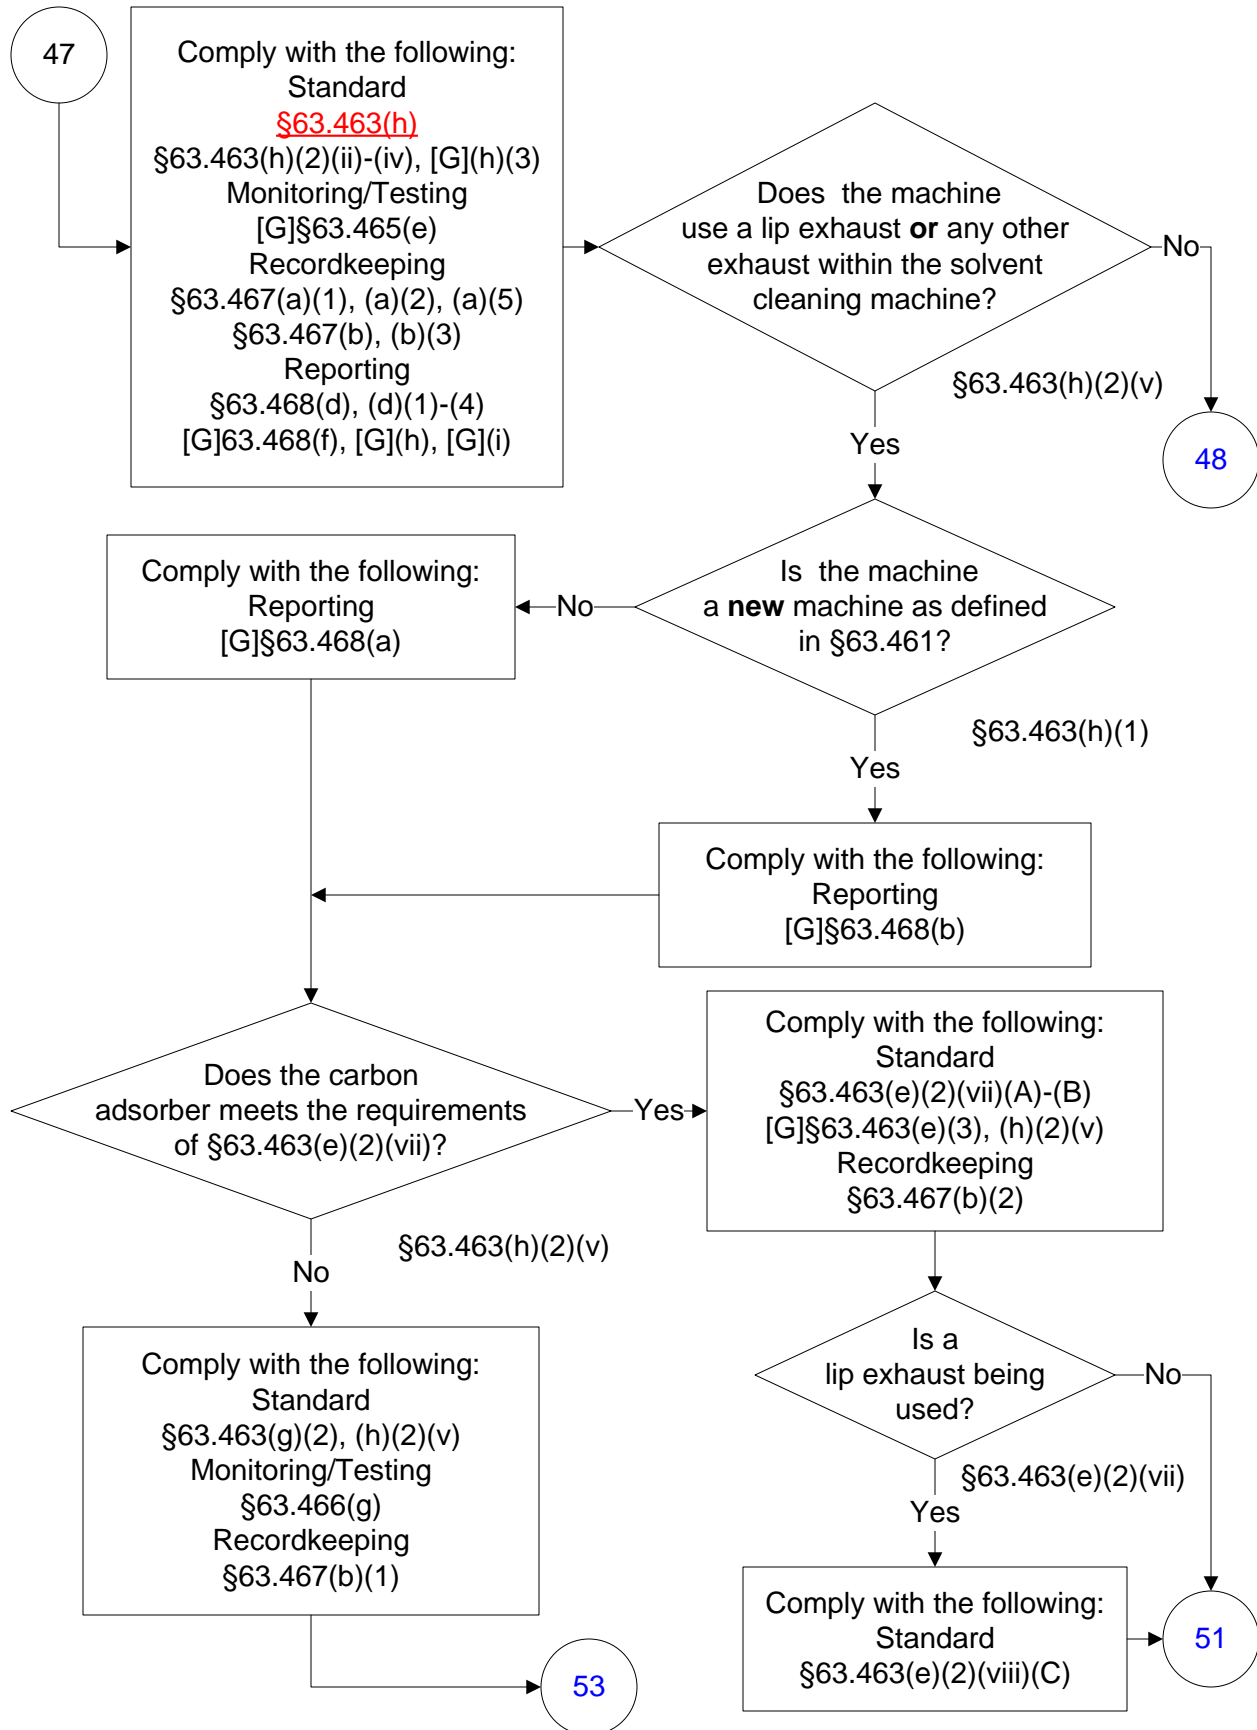 47
Comply with the following:
Standard
§63.463(h)
§63.463(h)(2)(ii)-(iv), [G](h)(3)
Monitoring/Testing
[G]§63.465(e)
Recordkeeping
§63.467(a)(1), (a)(2), (a)(5)
§63.467(b), (b)(3)
Reporting
§63.468(d), (d)(1)-(4)
[G]63.468(f), [G](h), [G](i)
Does the machine
use a lip exhaust or any other
exhaust within the solvent
cleaning machine?
No
§63.463(h)(2)(v)
48
Yes
Is the machine
a new machine as defined
in §63.461?
No
Comply with the following:
Reporting
[G]§63.468(a)
§63.463(h)(1)
Yes
Comply with the following:
Reporting
[G]§63.468(b)
Does the carbon
adsorber meets the requirements
of §63.463(e)(2)(vii)?
Yes
Comply with the following:
Standard
§63.463(e)(2)(vii)(A)-(B)
[G]§63.463(e)(3), (h)(2)(v)
Recordkeeping
§63.467(b)(2)
§63.463(h)(2)(v)
No
Comply with the following:
Standard
§63.463(g)(2), (h)(2)(v)
Monitoring/Testing
§63.466(g)
Recordkeeping
§63.467(b)(1)
53
Is a
lip exhaust being
used?
No
§63.463(e)(2)(vii)
Yes
Comply with the following:
Standard
§63.463(e)(2)(viii)(C)
51